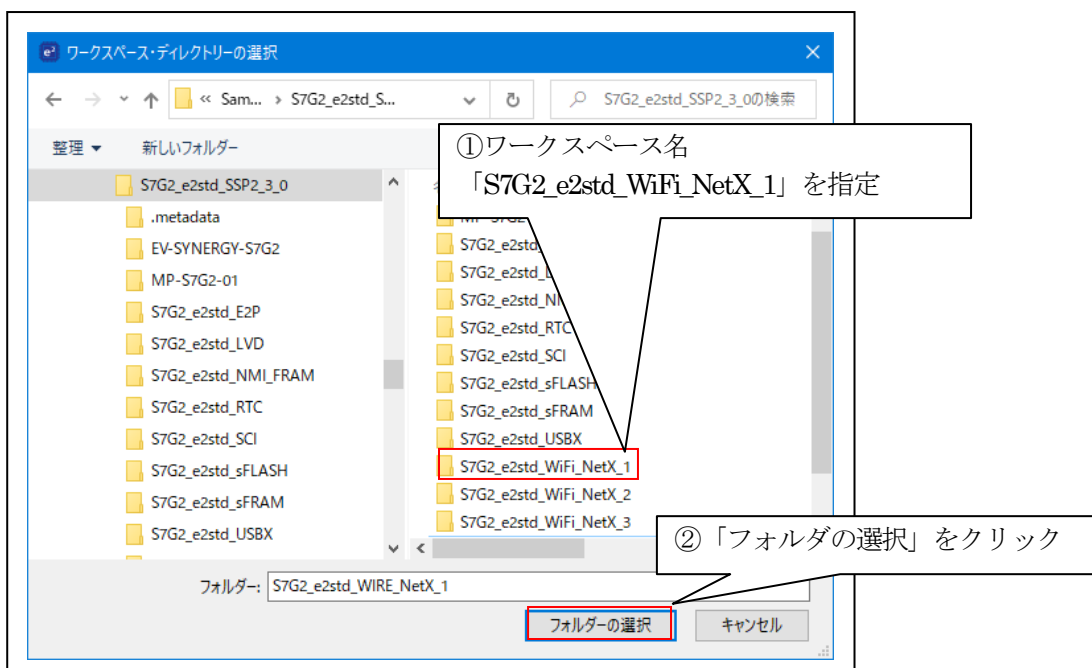 e² ワークスペース・ディレクトリーの選択
« Sam... › S7G2_e2std_S...
S7G2_e2std_SSP2_3_0の検索
整理
新しいフォルダー
①ワークスペース名
「S7G2_e2std_WiFi_NetX_1」を指定
S7G2_e2std_SSP2_3_0
.metadata
EV-SYNERGY-S7G2
MP-S7G2-01
S7G2_e2std_E2P
S7G2_e2std_LVD
S7G2_e2std_NMI_FRAM
S7G2_e2std_RTC
S7G2_e2std_SCI
S7G2_e2std_sFLASH
S7G2_e2std_sFRAM
S7G2_e2std_USBX
S7G2_e2std_RTC
S7G2_e2std_SCI
S7G2_e2std_sFLASH
S7G2_e2std_sFRAM
S7G2_e2std_USBX
S7G2_e2std_WiFi_NetX_1
S7G2_e2std_WiFi_NetX_2
S7G2_e2std_WiFi_NetX_3
②「フォルダの選択」をクリック
フォルダー: S7G2_e2std_WIRE_NetX_1
フォルダーの選択
キャンセル